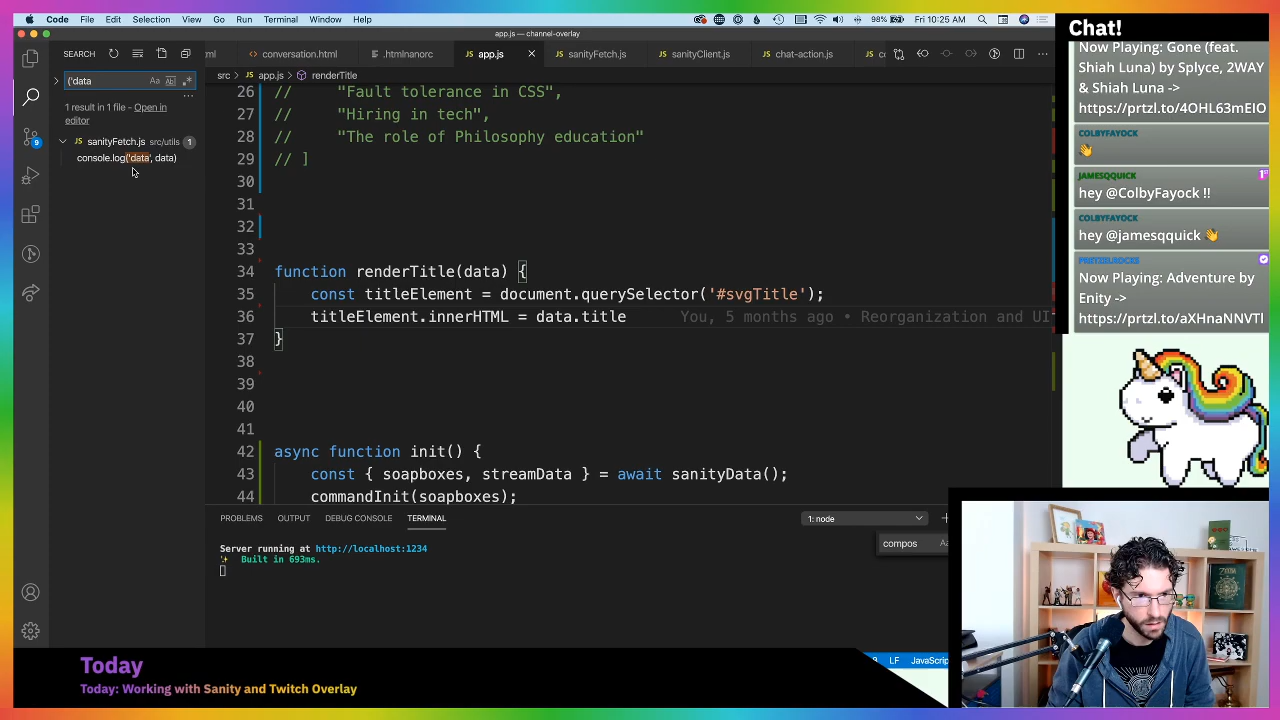 Code File Edit Selection View Go Run Terminal Window Help
98% Fri 10:25 AM
app.js — channel-overlay
SEARCH
ml conversation.html .htmlnanorc app.js sanityFetch.js sanityClient.js chat-action.js
src > app.js > renderTitle
('data
Aa Abl .*
1 result in 1 file - Open in
editor
sanityFetch.js src/utils 1
console.log('data', data)
9
26 // "Fault tolerance in CSS",
27 // "Hiring in tech",
28 // "The role of Philosophy education"
29 // ]
30
31
32
33
34 function renderTitle(data) {
35 const titleElement = document.querySelector('#svgTitle');
36 titleElement.innerHTML = data.title You, 5 months ago • Reorganization and UI
37 }
38
39
40
41
42 async function init() {
43 const { soapboxes, streamData } = await sanityData();
44 commandInit(soapboxes);
PROBLEMS OUTPUT DEBUG CONSOLE TERMINAL 1: node
compos
Server running at http://localhost:1234
✨ Built in 693ms.
LF JavaScrip
Chat!
Now Playing: Gone (feat.
Shiah Luna) by Splyce, 2WAY
& Shiah Luna ->
https://prtzl.to/4OHL63mEIO
COLBYFAYOCK
👋
JAMESQQUICK
hey @ColbyFayock !!
COLBYFAYOCK
hey @jamesqquick 👋
PRETZELROCKS
Now Playing: Adventure by
Enity ->
https://prtzl.to/aXHnaNNVTl
Today
Today: Working with Sanity and Twitch Overlay